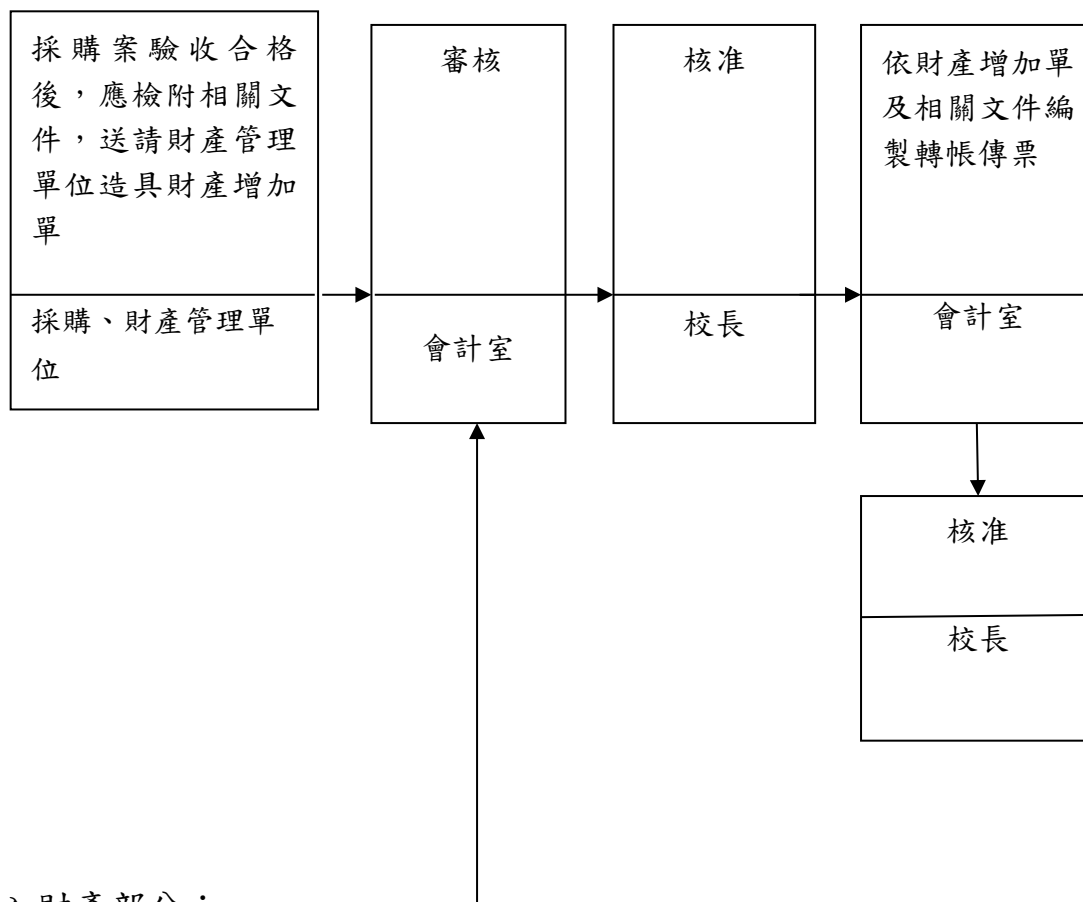 採購案驗收合格
後，應檢附相關文
件，送請財產管理
單位造具財產增加
單
採購、財產管理單
位
審核
會計室
核准
校長
依財產增加單
及相關文件編
製轉帳傳票
會計室
核准
校長
)財產部分：